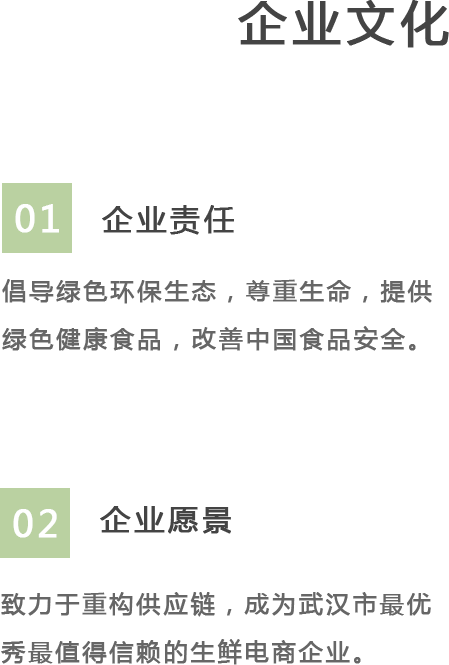 企业文化
01
企业责任
倡导绿色环保生态，尊重生命，提供
绿色健康食品，改善中国食品安全。
02
企业愿景
致力于重构供应链，成为武汉市最优
秀最值得信赖的生鲜电商企业。